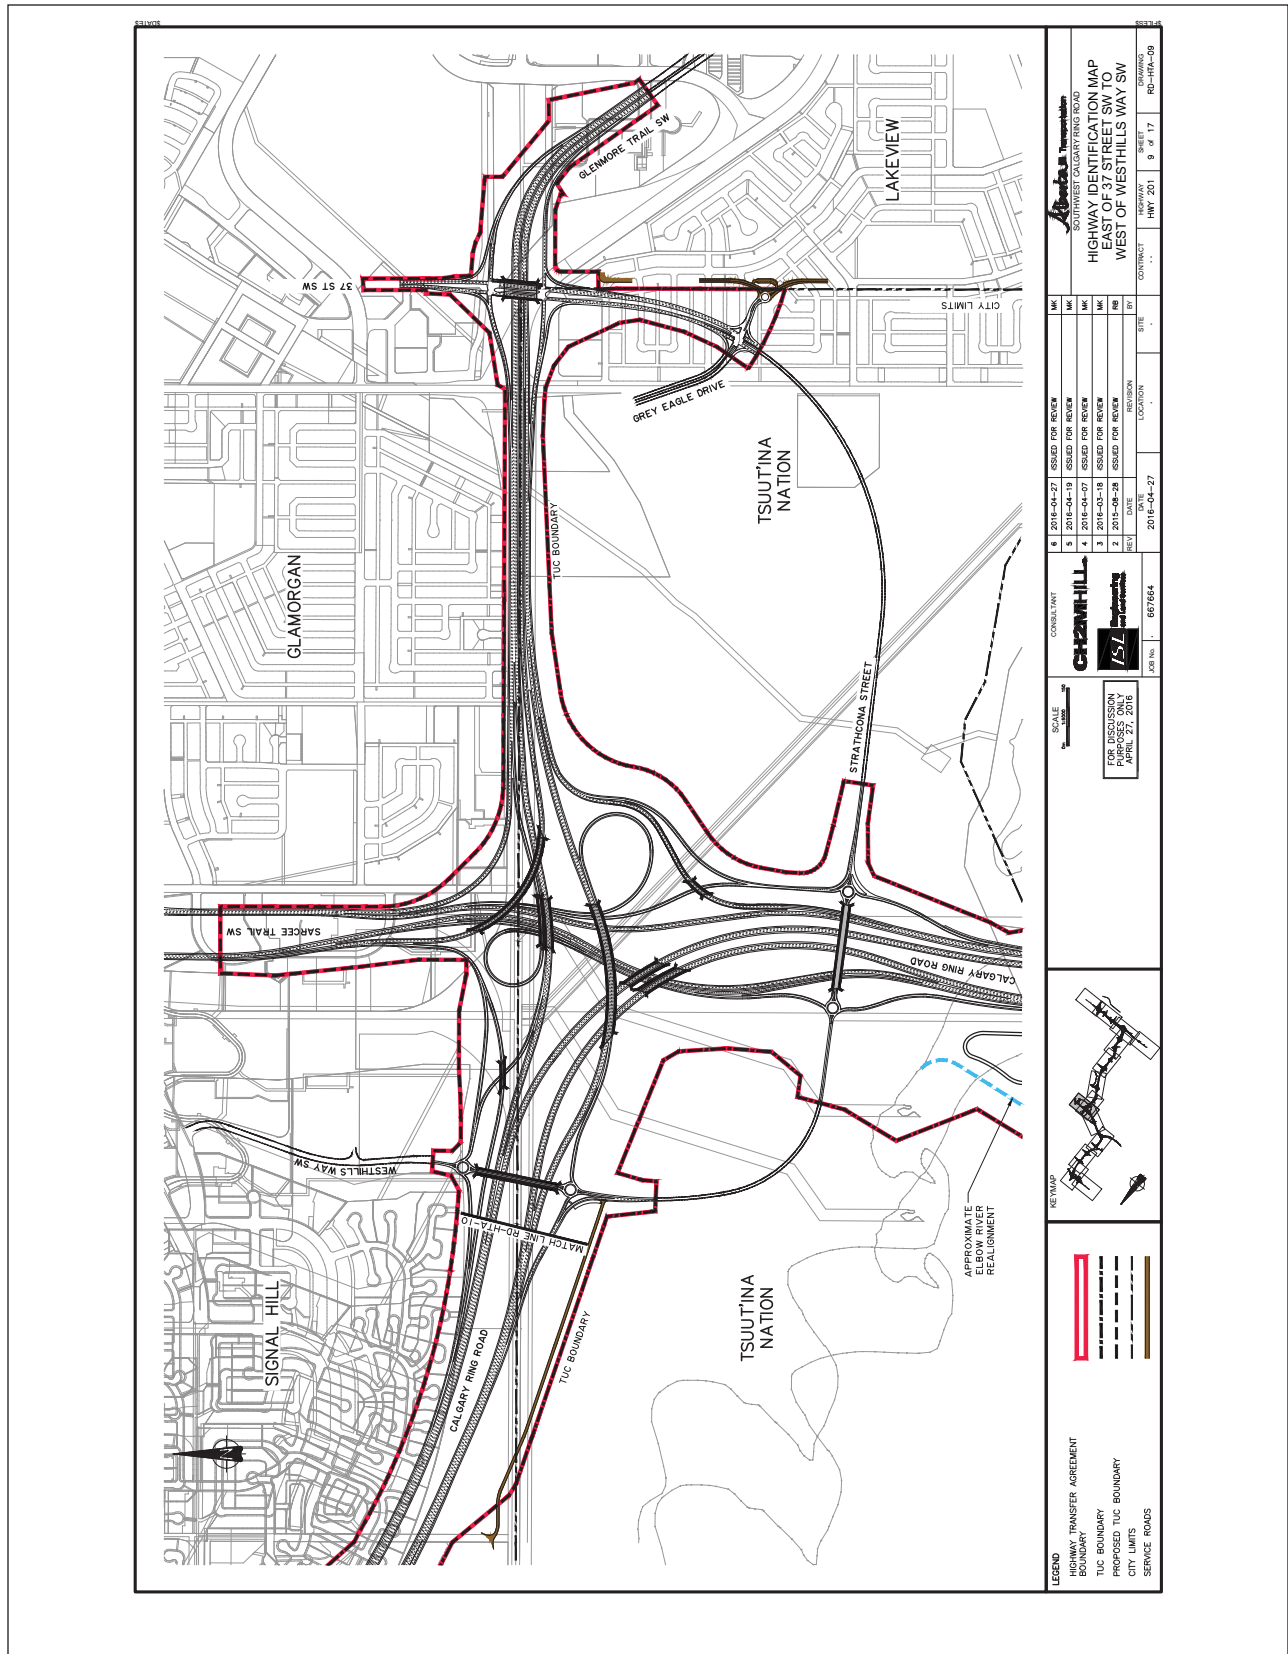 $DATE$
$FILE$
37 ST SW
GLENMORE TRAIL SW
LAKEVIEW
CITY LIMITS
GREY EAGLE DRIVE
TSUUT'INA
NATION
TUC BOUNDARY
GLAMORGAN
STRATHCONA STREET
SARCEE TRAIL SW
CALGARY RING ROAD
WESTHILLS WAY SW
MATCH LINE RD-HTA-10
APPROXIMATE
ELBOW RIVER
REALIGNMENT
SIGNAL HILL
CALGARY RING ROAD
TUC BOUNDARY
TSUUT'INA
NATION
N
LEGEND
HIGHWAY TRANSFER AGREEMENT
BOUNDARY
TUC BOUNDARY
PROPOSED TUC BOUNDARY
CITY LIMITS
SERVICE ROADS
KEYMAP
SCALE
FOR DISCUSSION
PURPOSES ONLY
APRIL 27, 2016
CONSULTANT
CH2MHILL
ISL Engineering
and Land Services
JOB No. 667664
6 2016-04-27 ISSUED FOR REVIEW MK
5 2016-04-19 ISSUED FOR REVIEW MK
4 2016-04-07 ISSUED FOR REVIEW MK
3 2016-03-18 ISSUED FOR REVIEW MK
2 2015-08-28 ISSUED FOR REVIEW RB
REV DATE REVISION BY
DATE LOCATION SITE
2016-04-27 - -
Alberta Transportation
SOUTHWEST CALGARY RING ROAD
HIGHWAY IDENTIFICATION MAP
EAST OF 37 STREET SW TO
WEST OF WESTHILLS WAY SW
CONTRACT HIGHWAY SHEET DRAWING
-- HWY 201 9 of 17 RD-HTA-09